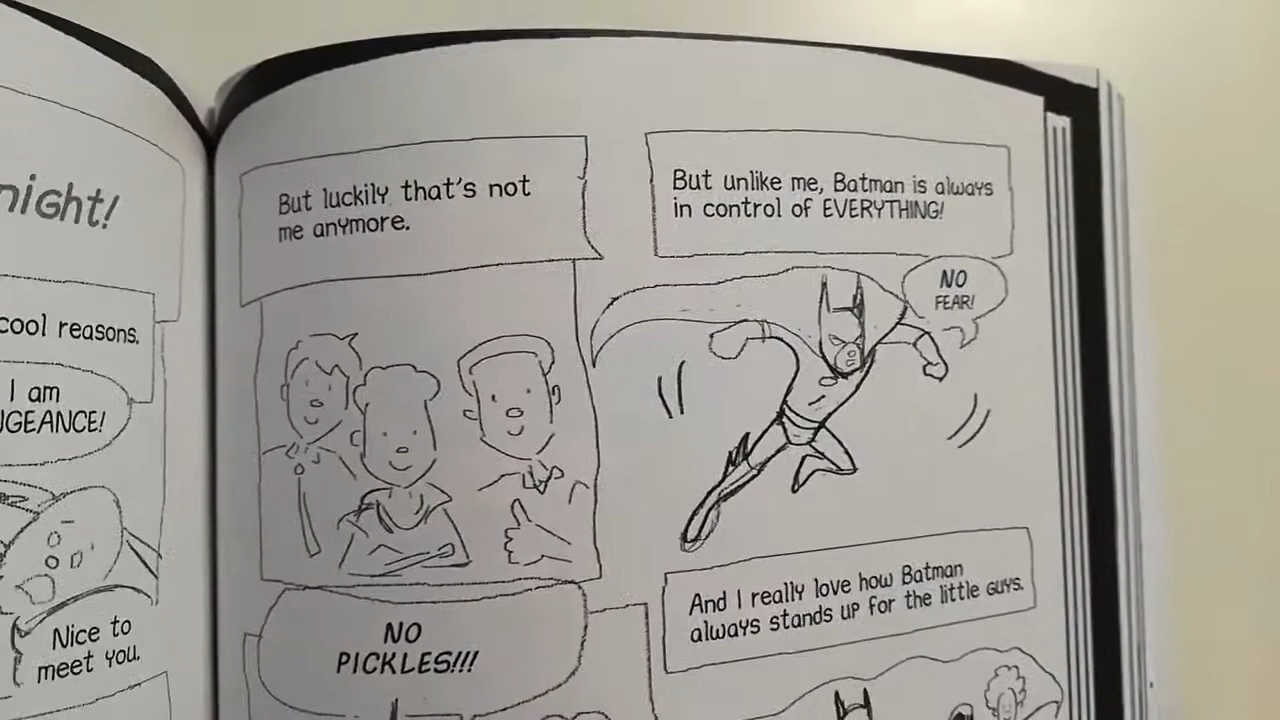 night!
cool reasons.
I am
GEANCE!
Nice to
meet you.
But luckily that's not
me anymore.
NO
PICKLES!!!
But unlike me, Batman is always
in control of EVERYTHING!
NO
FEAR!
And I really love how Batman
always stands up for the little guys.